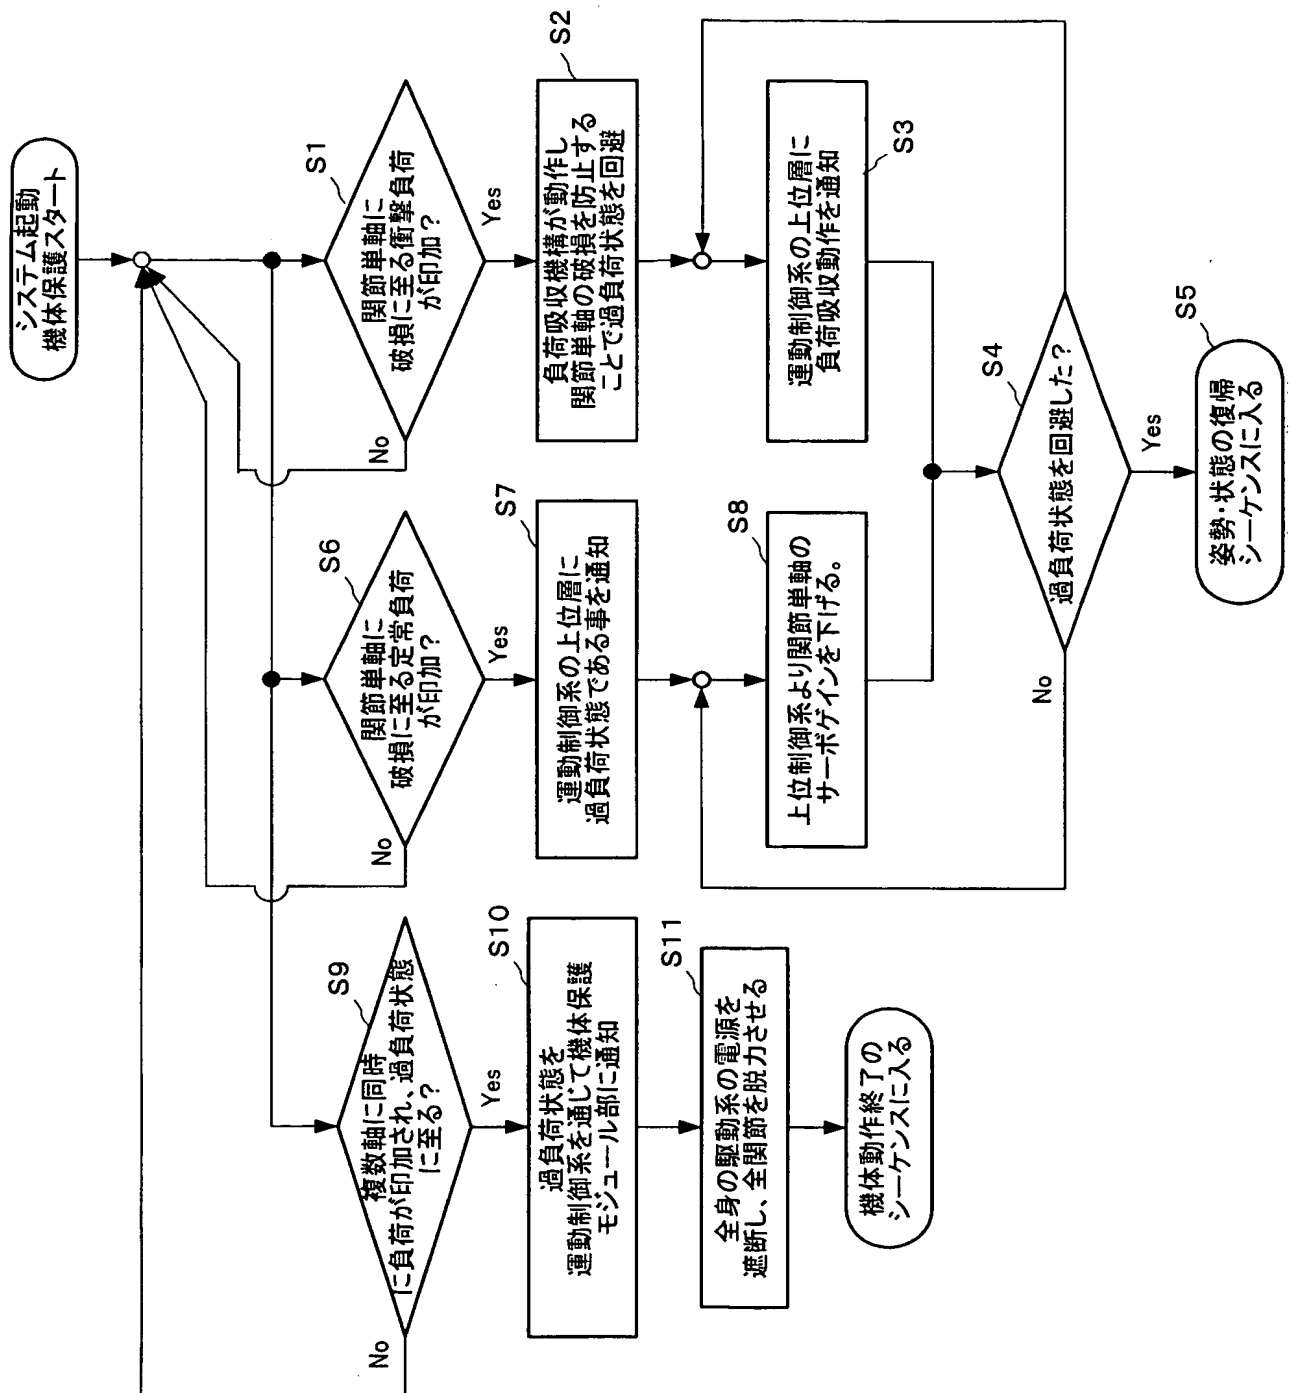 システム起動
機体保護スタート
S1
関節単軸に
破損に至る衝撃負荷
が印加？
Yes
No
S2
負荷吸収機構が動作し
関節単軸の破損を防止する
ことで過負荷状態を回避
S3
運動制御系の上位層に
負荷吸収動作を通知
S4
過負荷状態を回避した？
Yes
No
S5
姿勢・状態の復帰
シーケンスに入る
S6
関節単軸に
破損に至る定常負荷
が印加？
Yes
No
S7
運動制御系の上位層に
過負荷状態である事を通知
S8
上位制御系より関節単軸の
サーボゲインを下げる。
S9
複数軸に同時
に負荷が印加され、過負荷状態
に至る？
Yes
No
S10
過負荷状態を
運動制御系を通じて機体保護
モジュール部に通知
S11
全身の駆動系の電源を
遮断し、全関節を脱力させる
機体動作終了の
シーケンスに入る